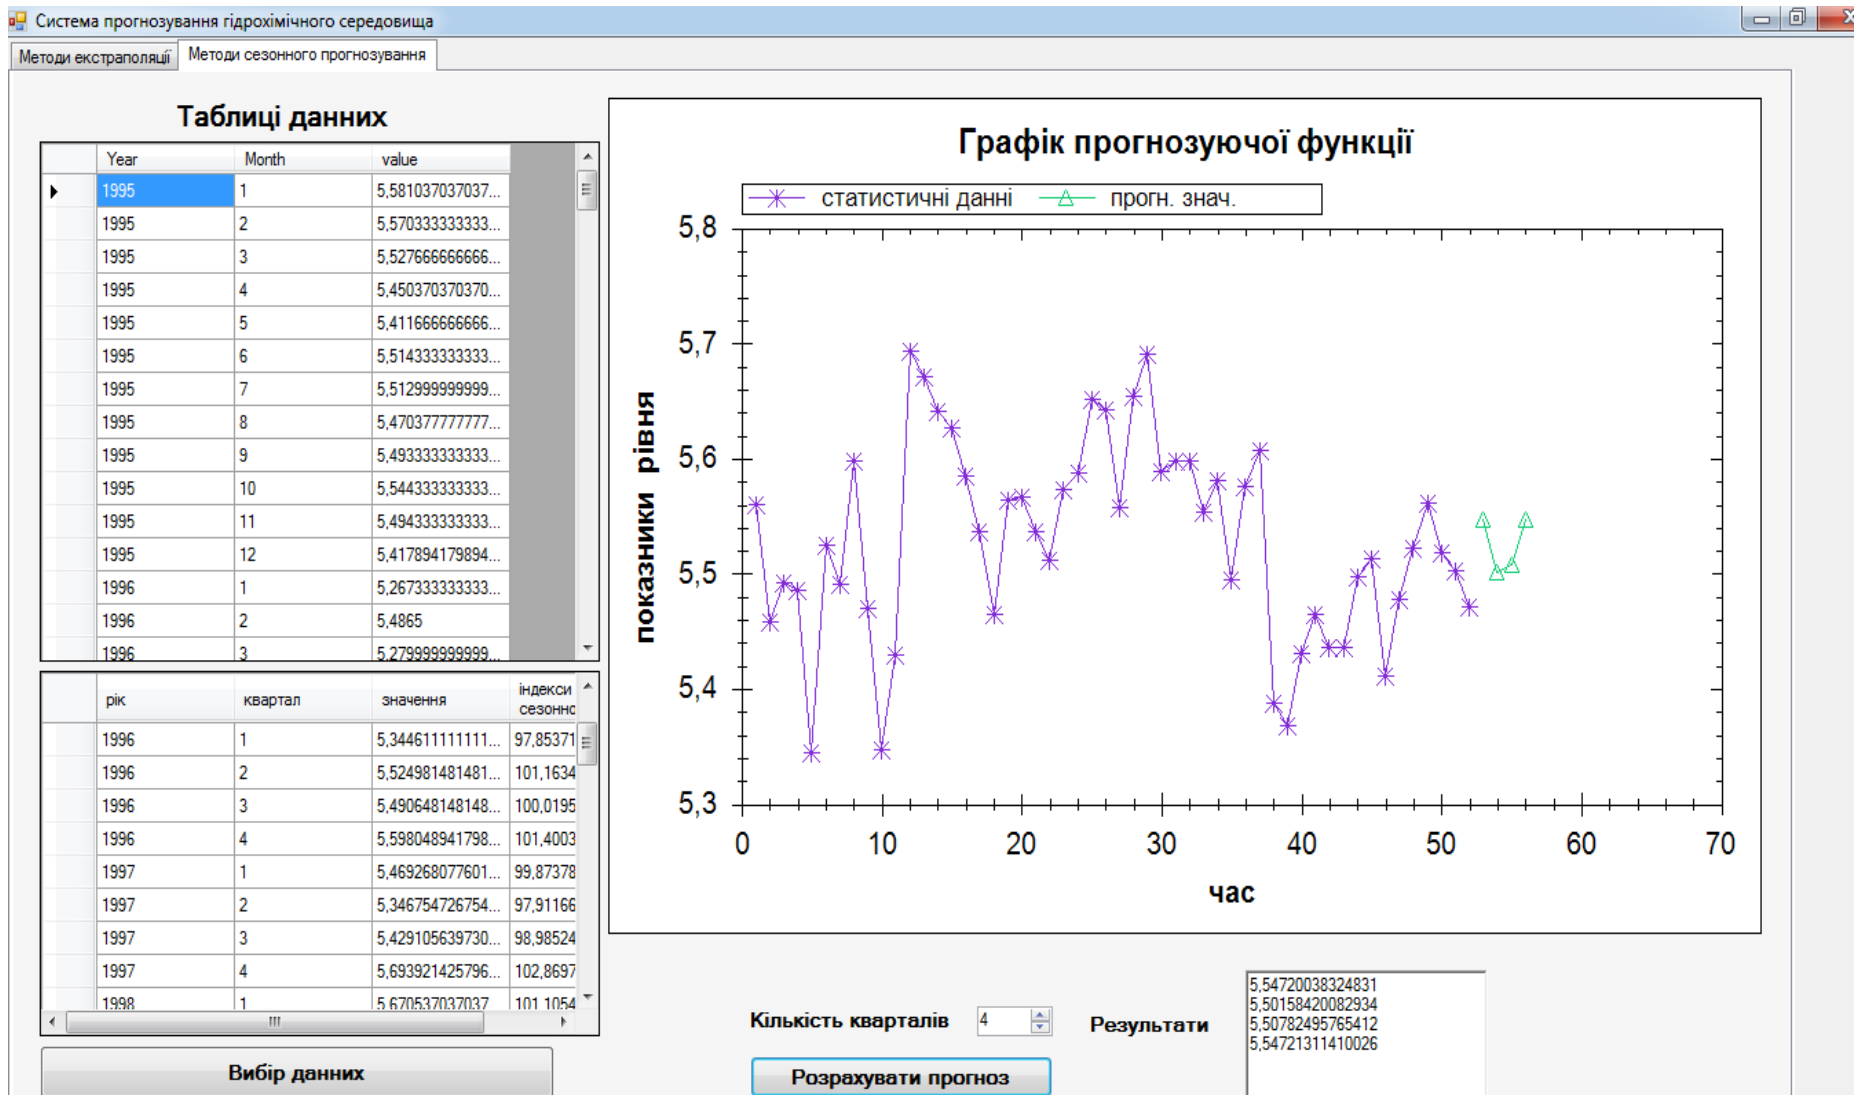 Система прогнозування гідрохімічного середовища
Методи екстраполяції Методи сезонного прогнозування
Таблиці данних
Year Month value
1995 1 5,581037037037...
1995 2 5,570333333333...
1995 3 5,527666666666...
1995 4 5,450370370370...
1995 5 5,411666666666...
1995 6 5,514333333333...
1995 7 5,512999999999...
1995 8 5,470377777777...
1995 9 5,493333333333...
1995 10 5,544333333333...
1995 11 5,494333333333...
1995 12 5,417894179894...
1996 1 5,267333333333...
1996 2 5,4865
1996 3 5,279999999999...
рік квартал значення індекси сезонно
1996 1 5,344611111111... 97,85371
1996 2 5,524981481481... 101,1634
1996 3 5,490648148148... 100,0195
1996 4 5,598048941798... 101,4003
1997 1 5,469268077601... 99,87378
1997 2 5,346754726754... 97,91166
1997 3 5,429105639730... 98,98524
1997 4 5,693921425796... 102,8697
1998 1 5,670537037037 101,1054
Вибір данних
Графік прогнозуючої функції
статистичні данні прогн. знач.
показники рівня
5,8
5,7
5,6
5,5
5,4
5,3
0 10 20 30 40 50 60 70
час
Кількість кварталів 4
Розрахувати прогноз
Результати
5,54720038324831
5,50158420082934
5,50782495765412
5,54721311410026